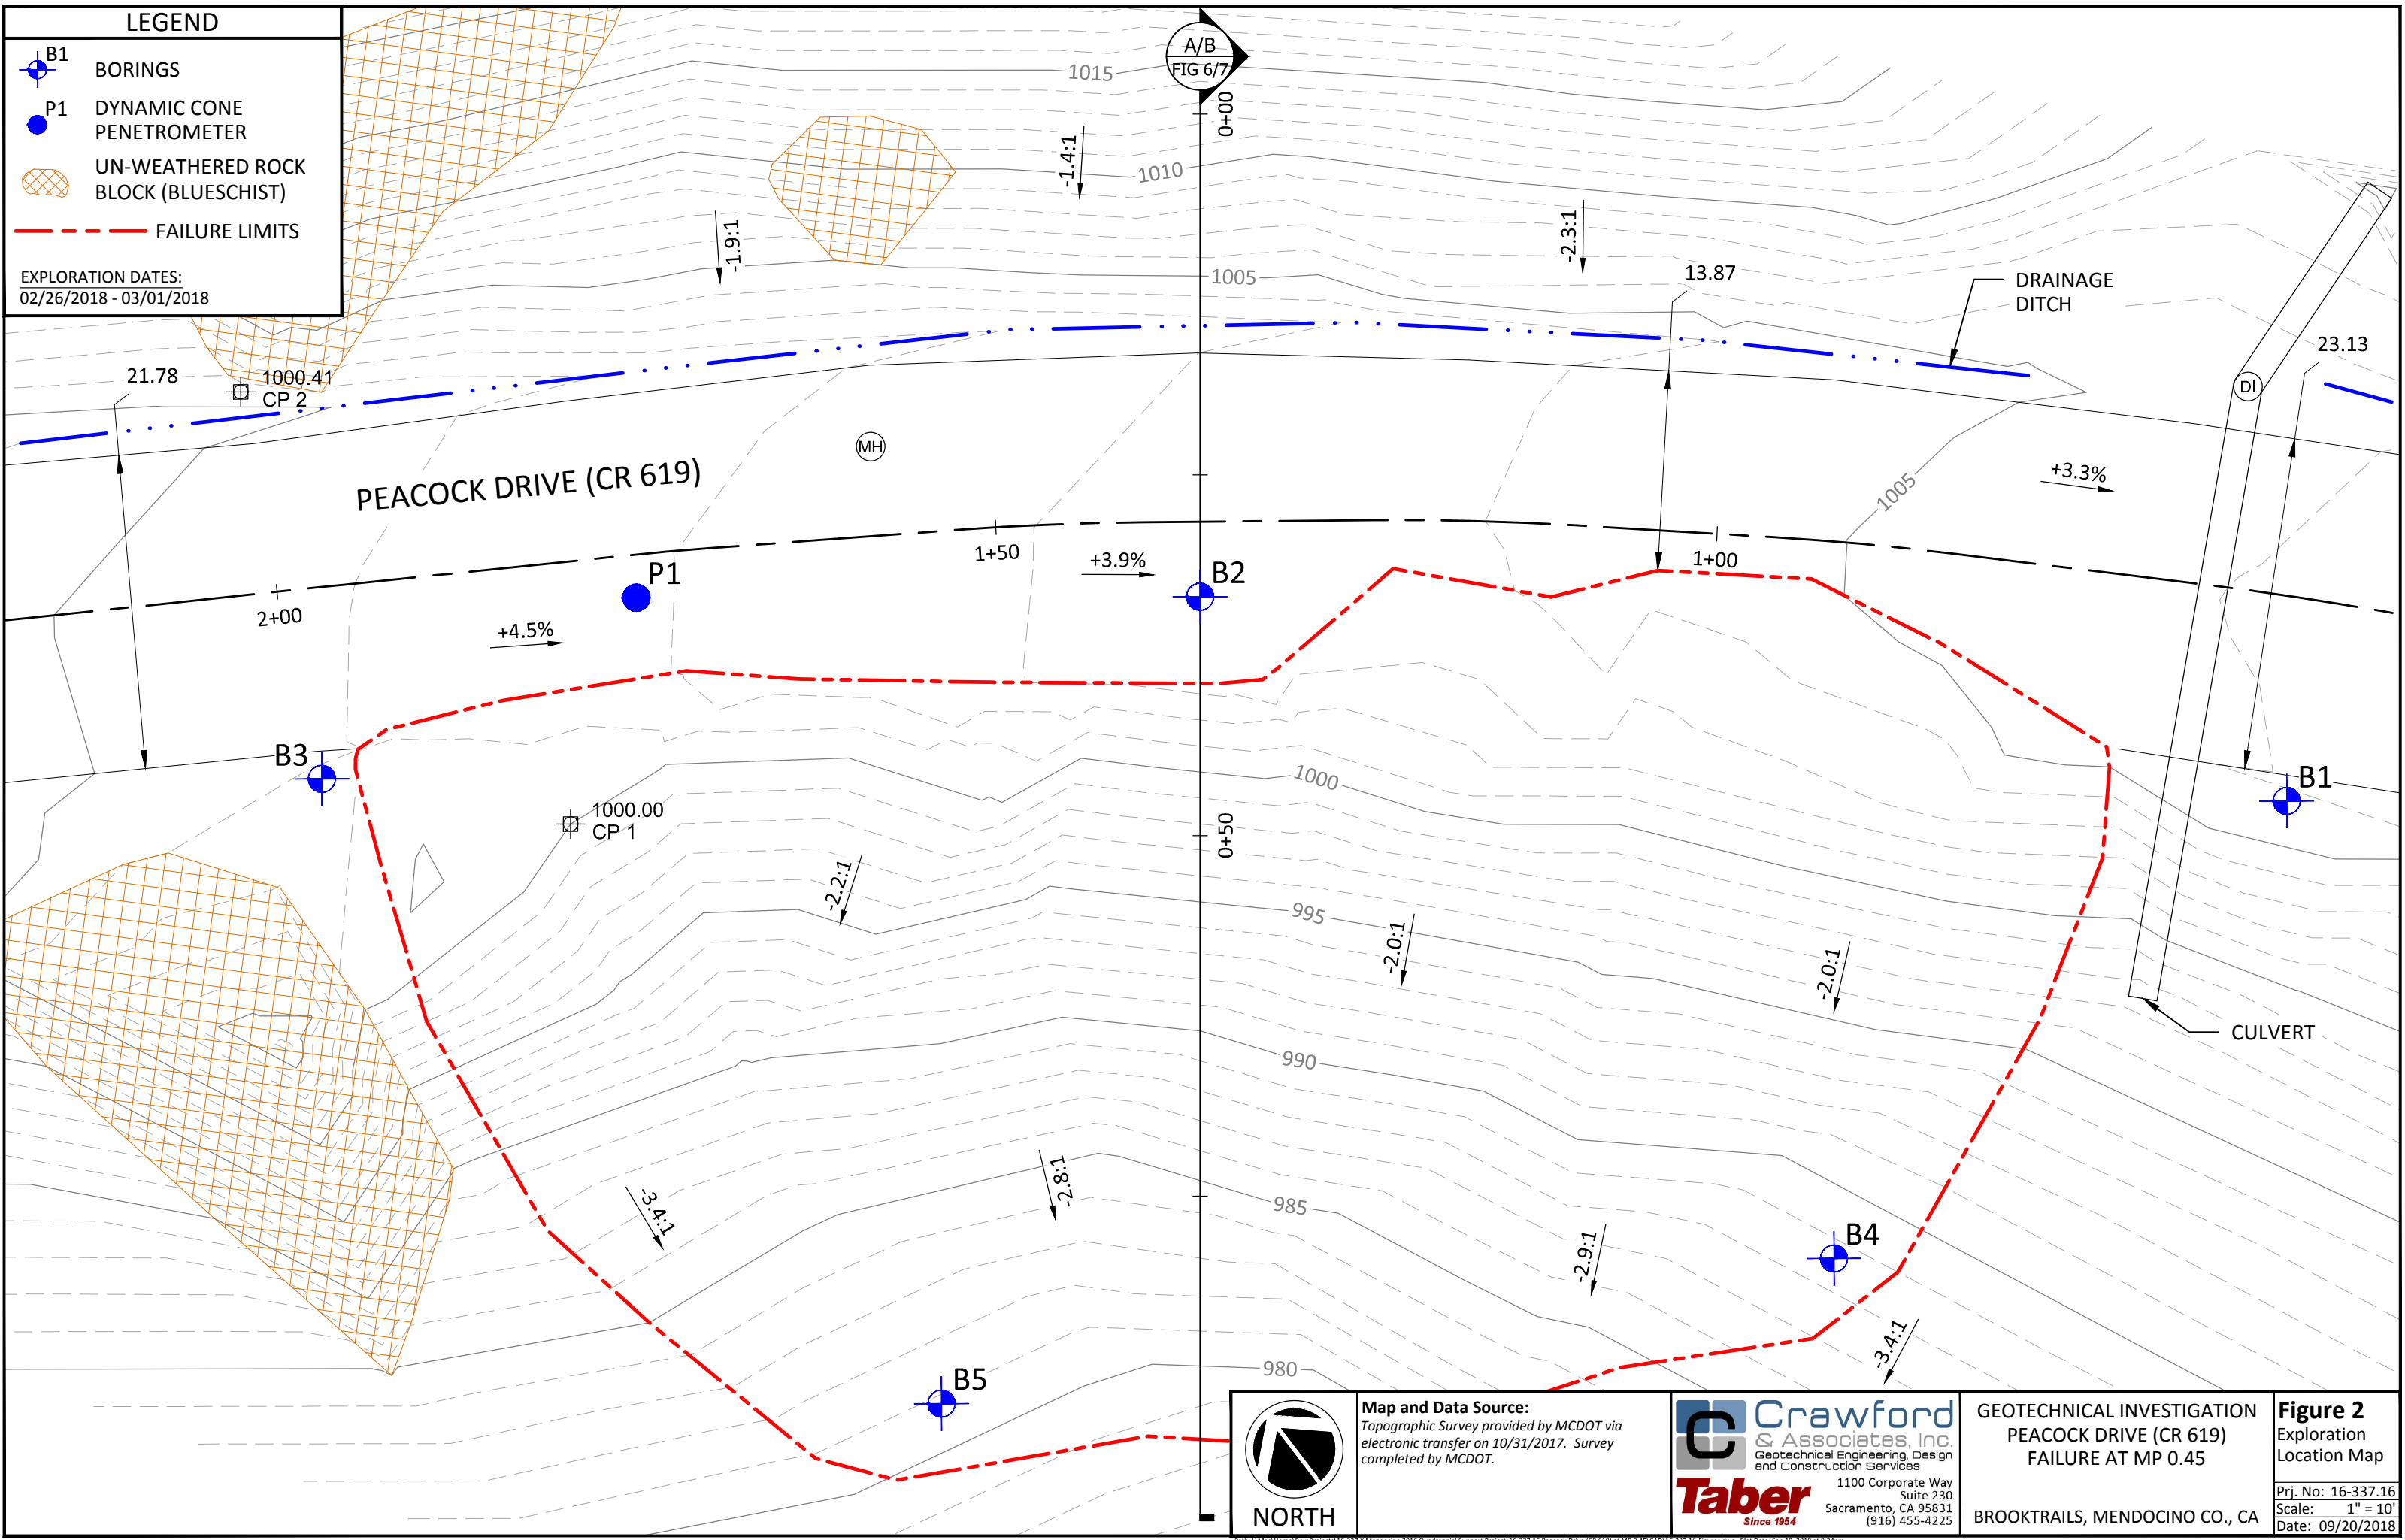 LEGEND
B1
BORINGS
P1
DYNAMIC CONE
PENETROMETER
UN-WEATHERED ROCK
BLOCK (BLUESCHIST)
FAILURE LIMITS
EXPLORATION DATES:
02/26/2018 - 03/01/2018
A/B
FIG 6/7
0+00
1015
1010
1005
-1.4:1
-1.9:1
-2.3:1
13.87
DRAINAGE
DITCH
23.13
DI
21.78
1000.41
CP 2
MH
PEACOCK DRIVE (CR 619)
1005
+3.3%
1+50
+3.9%
1+00
P1
B2
2+00
+4.5%
B3
B1
1000
1000.00
CP 1
0+50
-2.2:1
995
-2.0:1
-2.0:1
CULVERT
990
-2.8:1
-3.4:1
985
-2.9:1
B4
-3.4:1
980
B5
NORTH
Map and Data Source:
Topographic Survey provided by MCDOT via
electronic transfer on 10/31/2017. Survey
completed by MCDOT.
C
Crawford
& Associates, Inc.
Geotechnical Engineering, Design
and Construction Services
Taber
Since 1954
1100 Corporate Way
Suite 230
Sacramento, CA 95831
(916) 455-4225
GEOTECHNICAL INVESTIGATION
PEACOCK DRIVE (CR 619)
FAILURE AT MP 0.45
BROOKTRAILS, MENDOCINO CO., CA
Figure 2
Exploration
Location Map
Prj. No: 16-337.16
Scale: 1" = 10'
Date: 09/20/2018